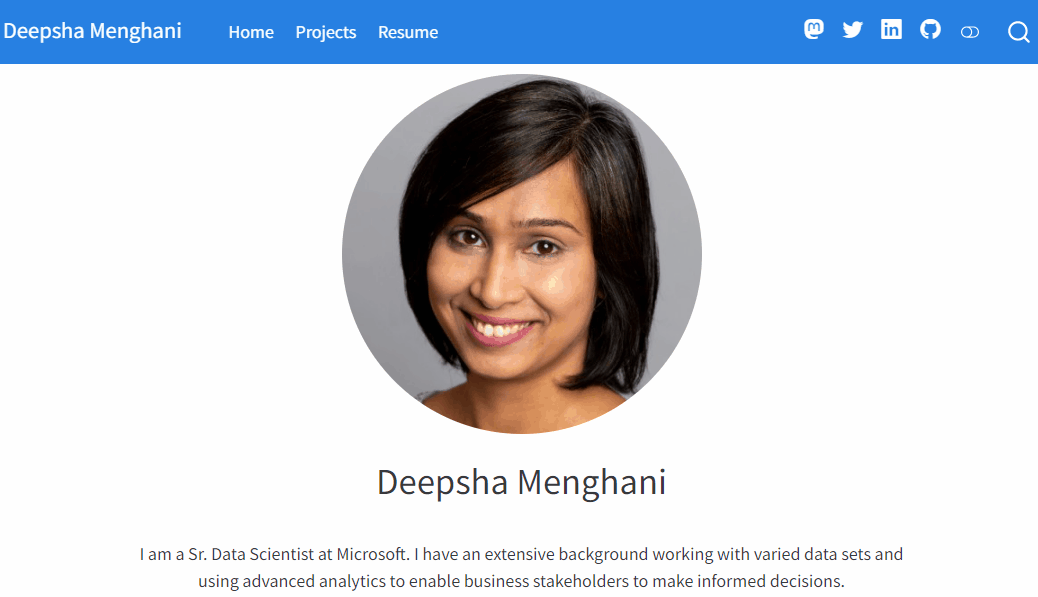 Deepsha Menghani Home Projects Resume
Deepsha Menghani
I am a Sr. Data Scientist at Microsoft. I have an extensive background working with varied data sets and
using advanced analytics to enable business stakeholders to make informed decisions.